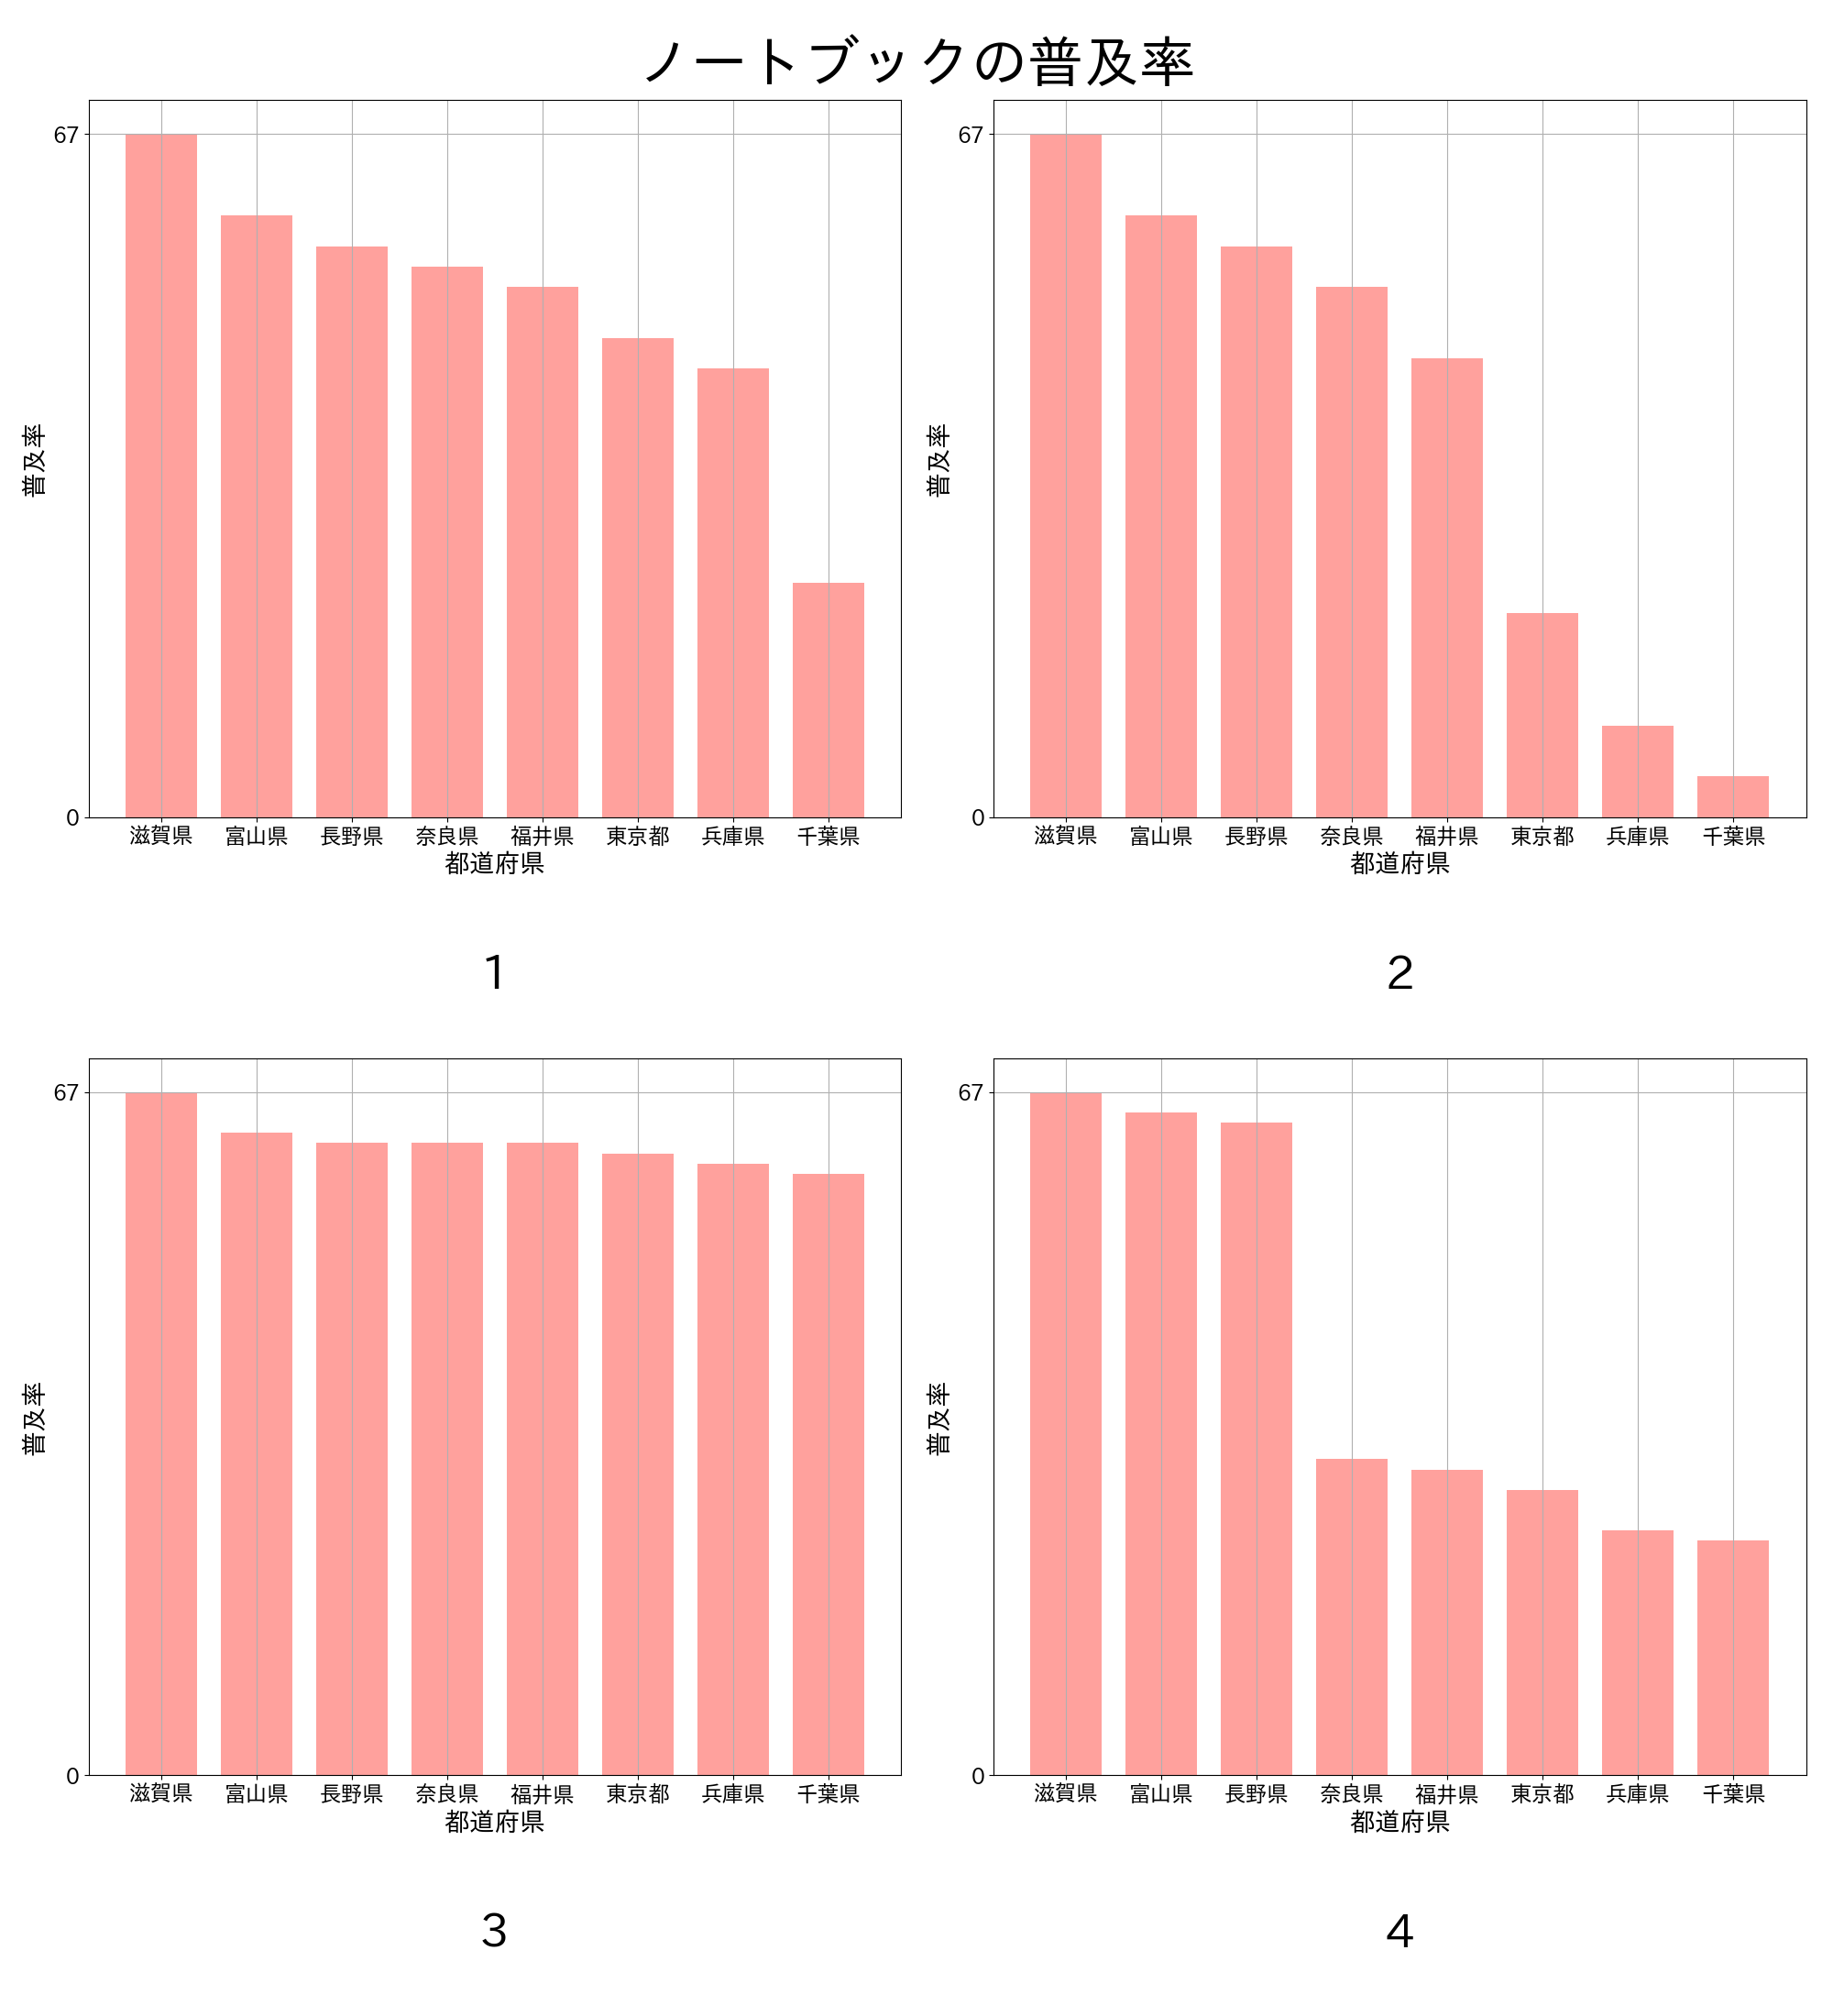 ノートブックの普及率
67
0
普及率
滋賀県 富山県 長野県 奈良県 福井県 東京都 兵庫県 千葉県
都道府県
1
67
0
普及率
滋賀県 富山県 長野県 奈良県 福井県 東京都 兵庫県 千葉県
都道府県
2
67
0
普及率
滋賀県 富山県 長野県 奈良県 福井県 東京都 兵庫県 千葉県
都道府県
3
67
0
普及率
滋賀県 富山県 長野県 奈良県 福井県 東京都 兵庫県 千葉県
都道府県
4